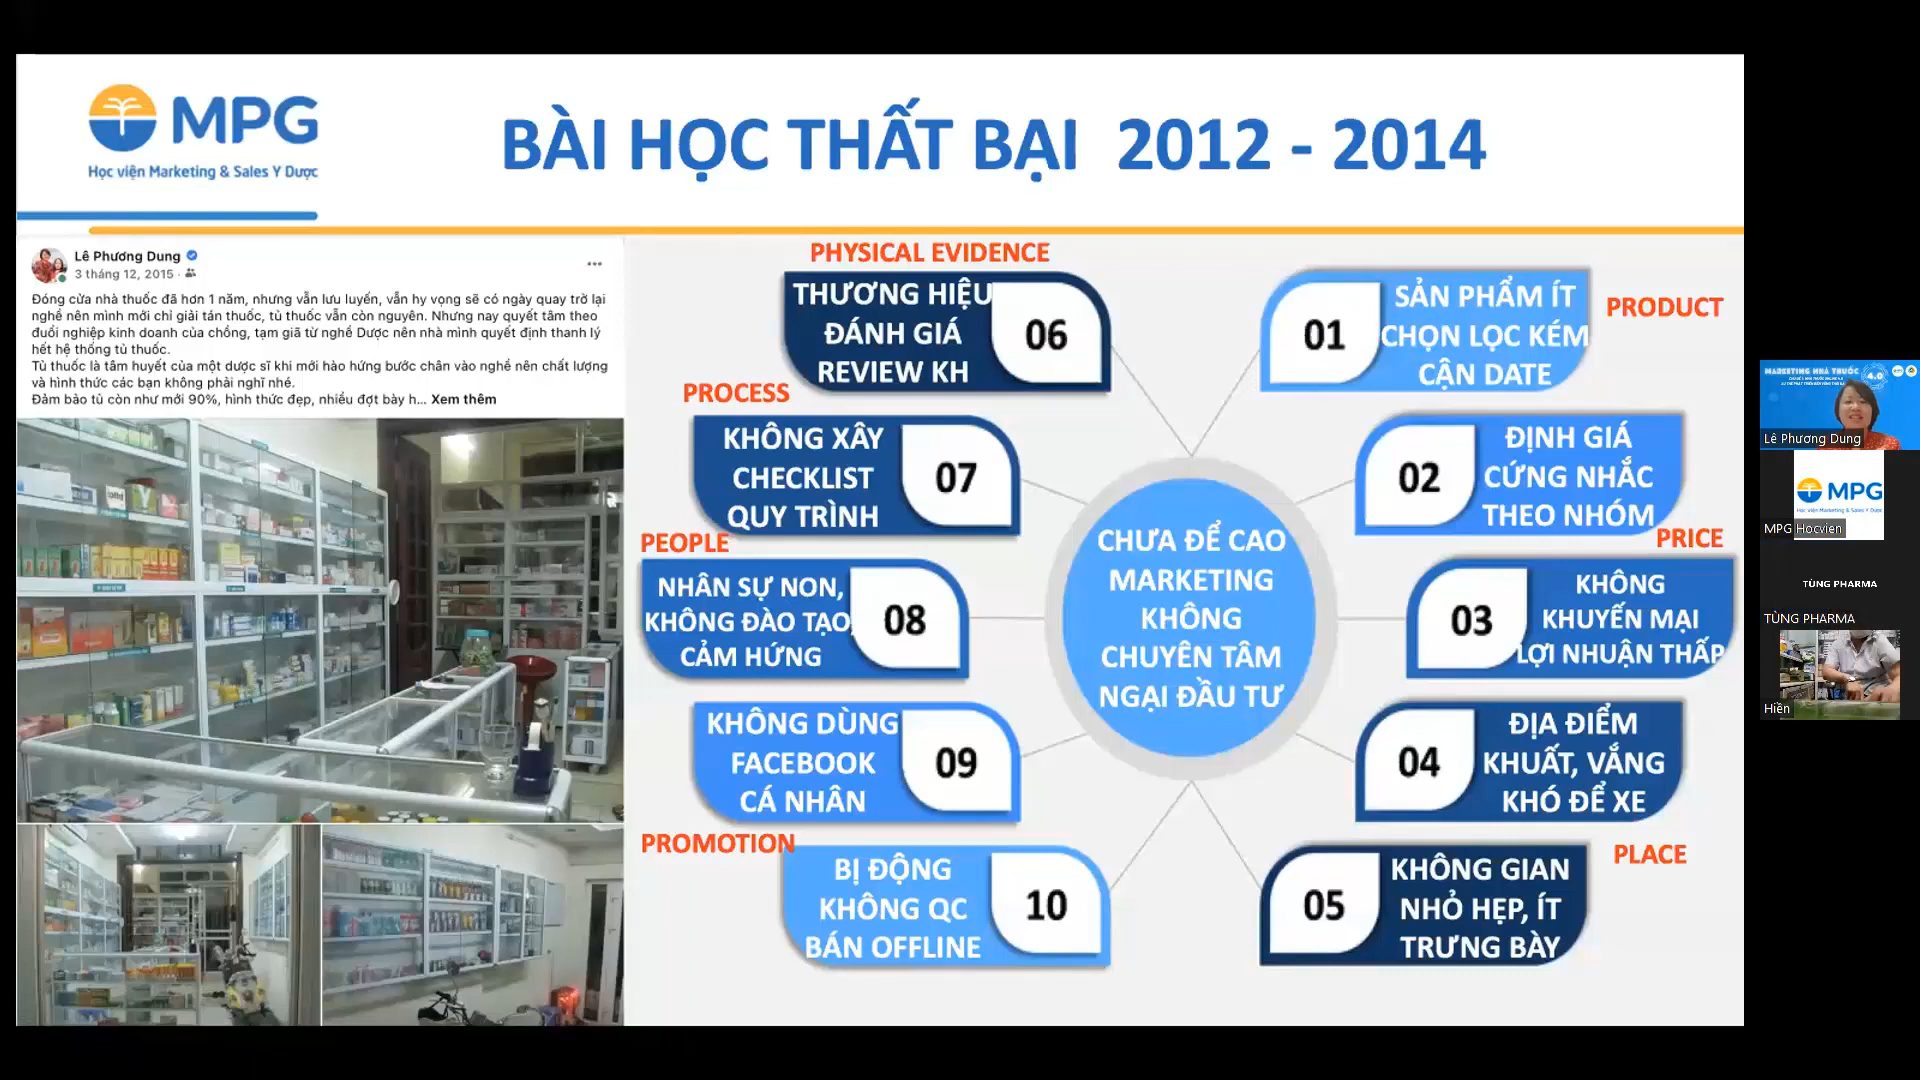 MPG
Học viện Marketing & Sales Y Dược
BÀI HỌC THẤT BẠI 2012 - 2014
Lê Phương Dung
3 tháng 12, 2015 ·
Đóng cửa nhà thuốc đã hơn 1 năm, nhưng vẫn lưu luyến, vẫn hy vọng sẽ có ngày quay trở lại
nghề nên mình mới chỉ giải tán thuốc, tủ thuốc vẫn còn nguyên. Nhưng nay quyết tâm theo
đuổi nghiệp kinh doanh của chồng, tạm giã từ nghề Dược nên nhà mình quyết định thanh lý
hết hệ thống tủ thuốc.
Tủ thuốc là tâm huyết của một dược sĩ khi mới hào hứng bước chân vào nghề nên chất lượng
và hình thức các bạn không phải nghĩ nhé.
Đảm bảo tủ còn như mới 90%, hình thức đẹp, nhiều đợt bày h... Xem thêm
PHYSICAL EVIDENCE
THƯƠNG HIỆU
ĐÁNH GIÁ
REVIEW KH
06
PROCESS
KHÔNG XÂY
CHECKLIST
QUY TRÌNH
07
PEOPLE
NHÂN SỰ NON,
KHÔNG ĐÀO TẠO,
CẢM HỨNG
08
KHÔNG DÙNG
FACEBOOK
CÁ NHÂN
09
PROMOTION
BỊ ĐỘNG
KHÔNG QC
BÁN OFFLINE
10
CHƯA ĐỂ CAO
MARKETING
KHÔNG
CHUYÊN TÂM
NGẠI ĐẦU TƯ
01
SẢN PHẨM ÍT
CHỌN LỌC KÉM
CẬN DATE
PRODUCT
02
ĐỊNH GIÁ
CỨNG NHẮC
THEO NHÓM
PRICE
03
KHÔNG
KHUYẾN MẠI
LỢI NHUẬN THẤP
04
ĐỊA ĐIỂM
KHUẤT, VẮNG
KHÓ ĐỂ XE
PLACE
05
KHÔNG GIAN
NHỎ HẸP, ÍT
TRƯNG BÀY
MARKETING NHÀ THUỐC
4.0
Lê Phương Dung
MPG
Học viện Marketing & Sales Y Dược
MPG Hocvien
TÙNG PHARMA
TÙNG PHARMA
Hiền